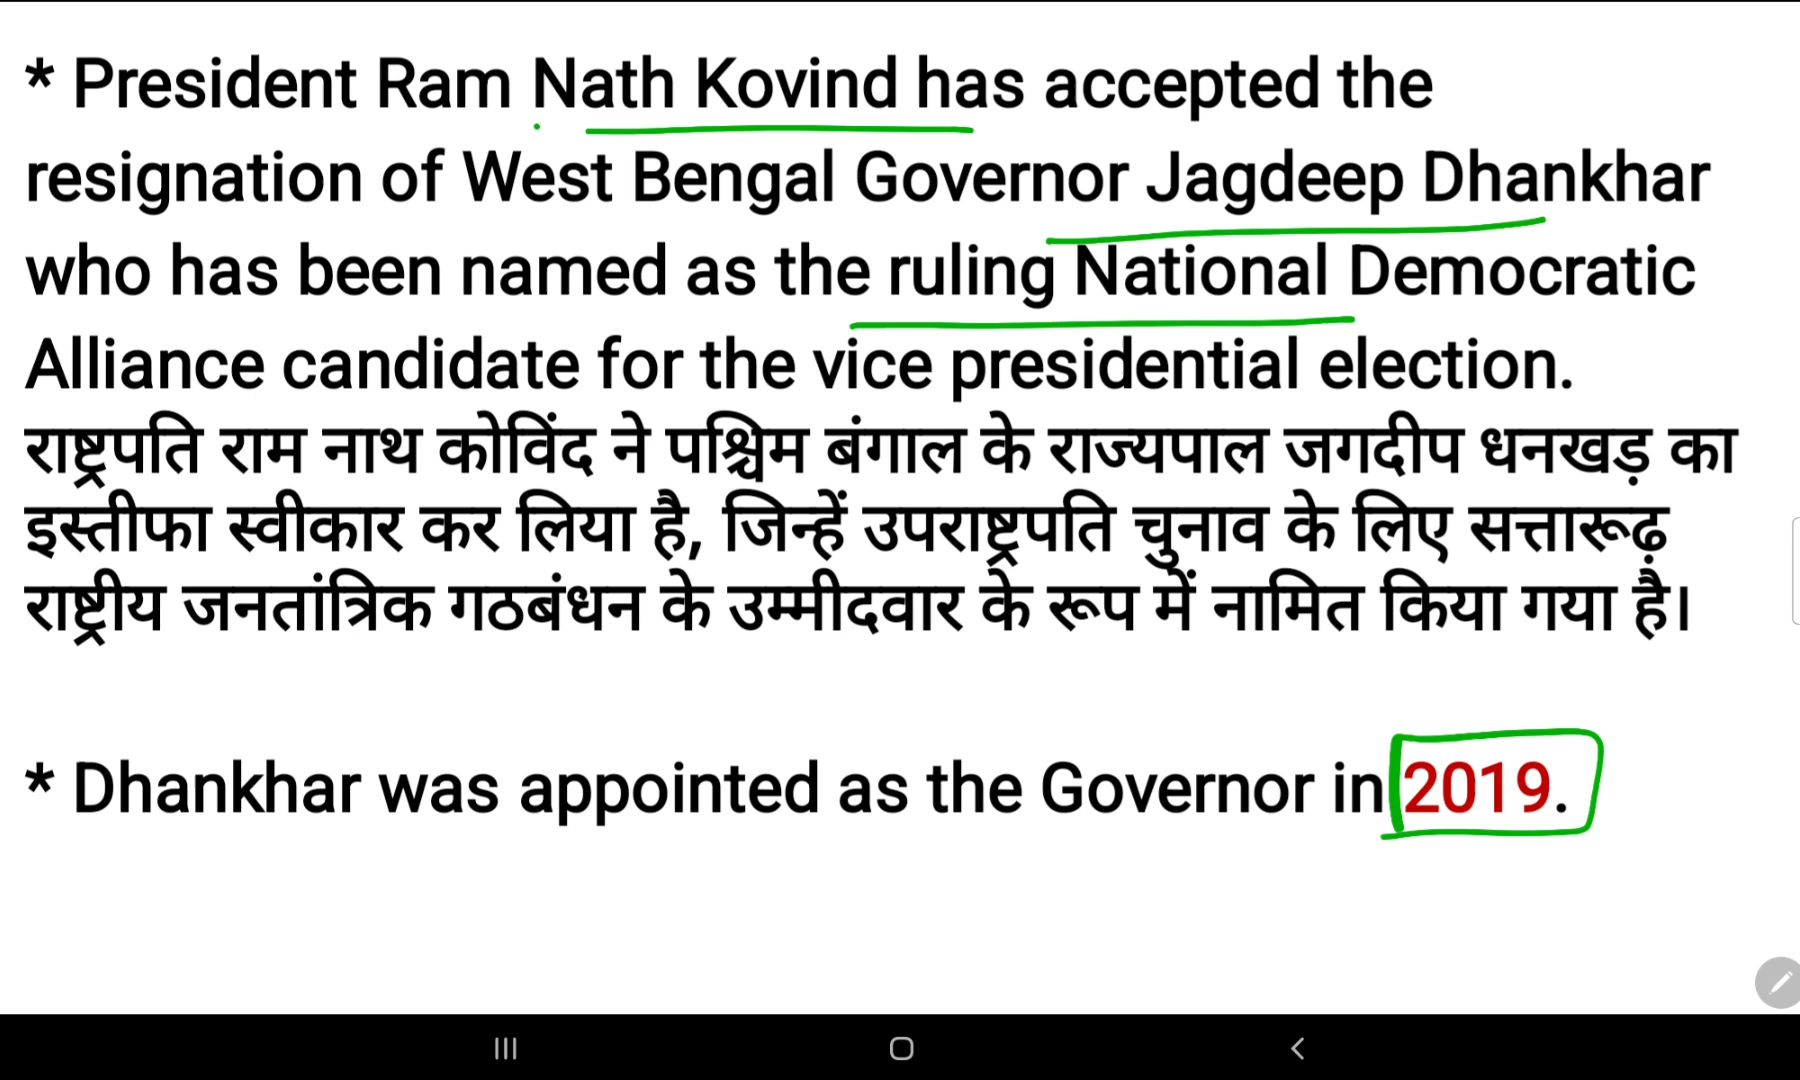 * President Ram Nath Kovind has accepted the
resignation of West Bengal Governor Jagdeep Dhankhar
who has been named as the ruling National Democratic
Alliance candidate for the vice presidential election.
राष्ट्रपति राम नाथ कोविंद ने पश्चिम बंगाल के राज्यपाल जगदीप धनखड़ का
इस्तीफा स्वीकार कर लिया है, जिन्हें उपराष्ट्रपति चुनाव के लिए सत्तारूढ़
राष्ट्रीय जनतांत्रिक गठबंधन के उम्मीदवार के रूप में नामित किया गया है।
* Dhankhar was appointed as the Governor in 2019.